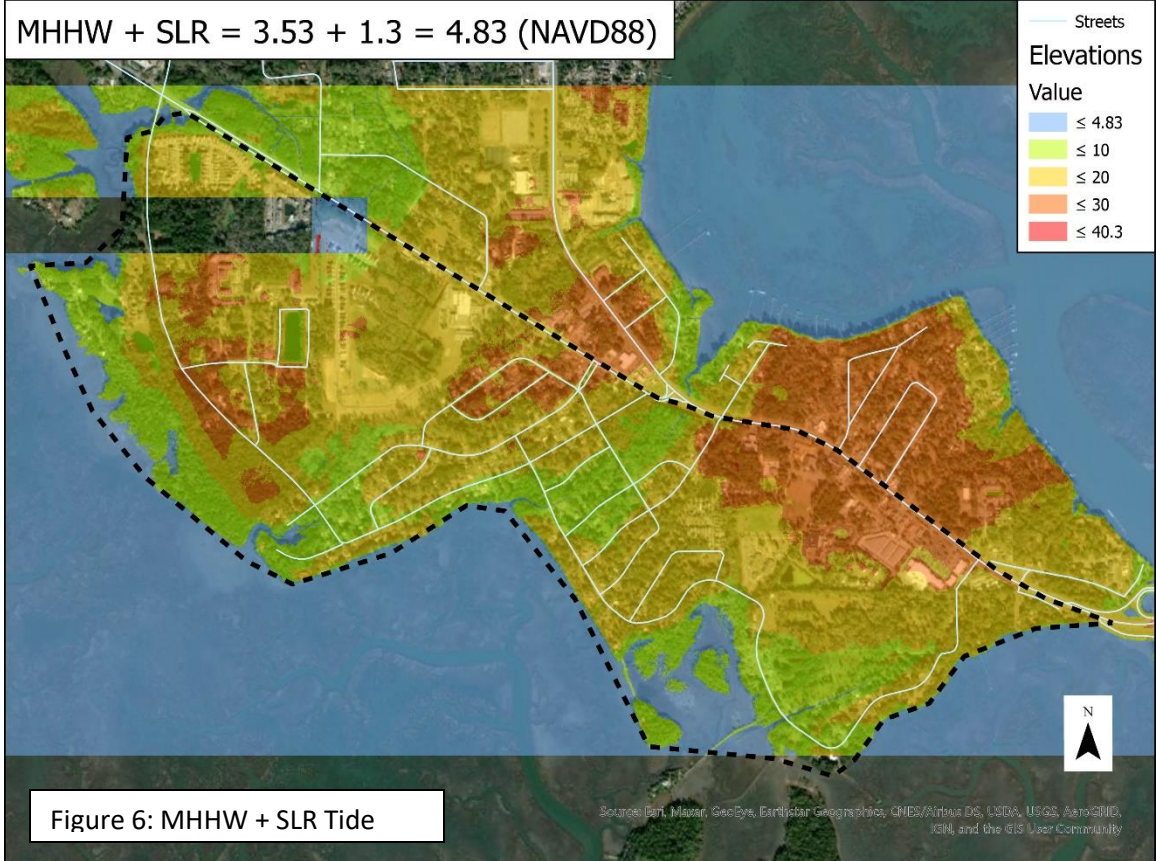 MHHW + SLR = 3.53 + 1.3 = 4.83 (NAVD88)
Streets
Elevations
Value
≤ 4.83
≤ 10
≤ 20
≤ 30
≤ 40.3
N
Figure 6: MHHW + SLR Tide
Source: Esri, Maxar, GeoEye, Earthstar Geographics, CNES/Airbus DS, USDA, USGS, AeroGRID,
IGN, and the GIS User Community